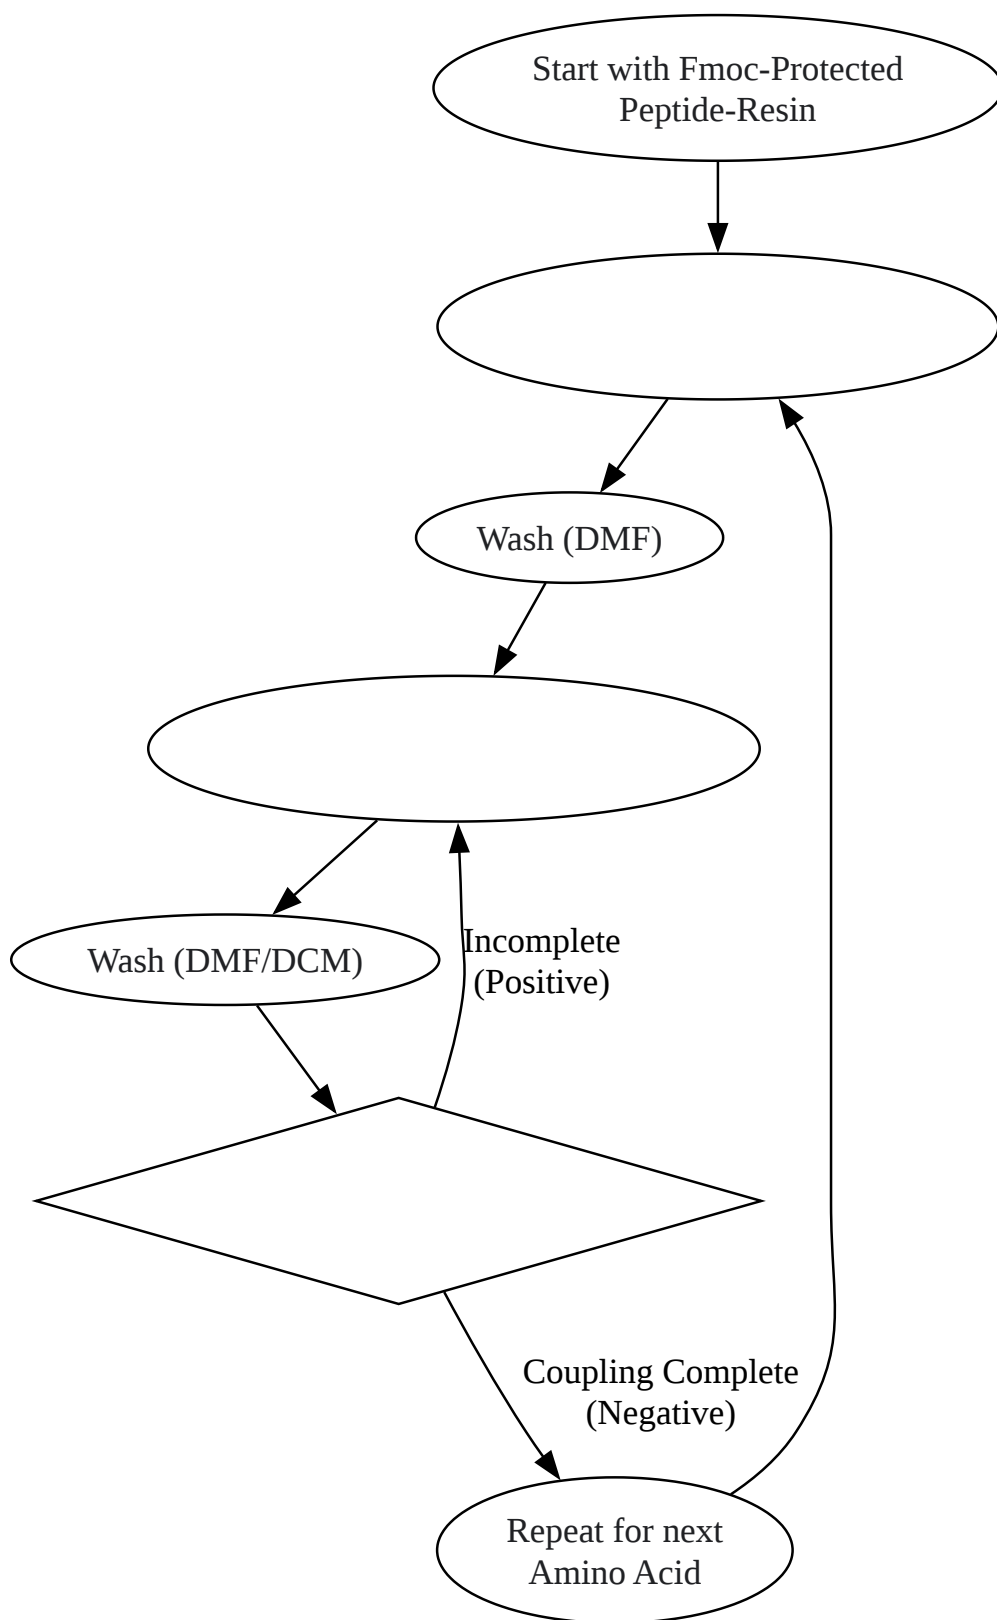 Start with Fmoc-Protected
Peptide-Resin
Wash (DMF)
Wash (DMF/DCM)
Incomplete
(Positive)
Coupling Complete
(Negative)
Repeat for next
Amino Acid